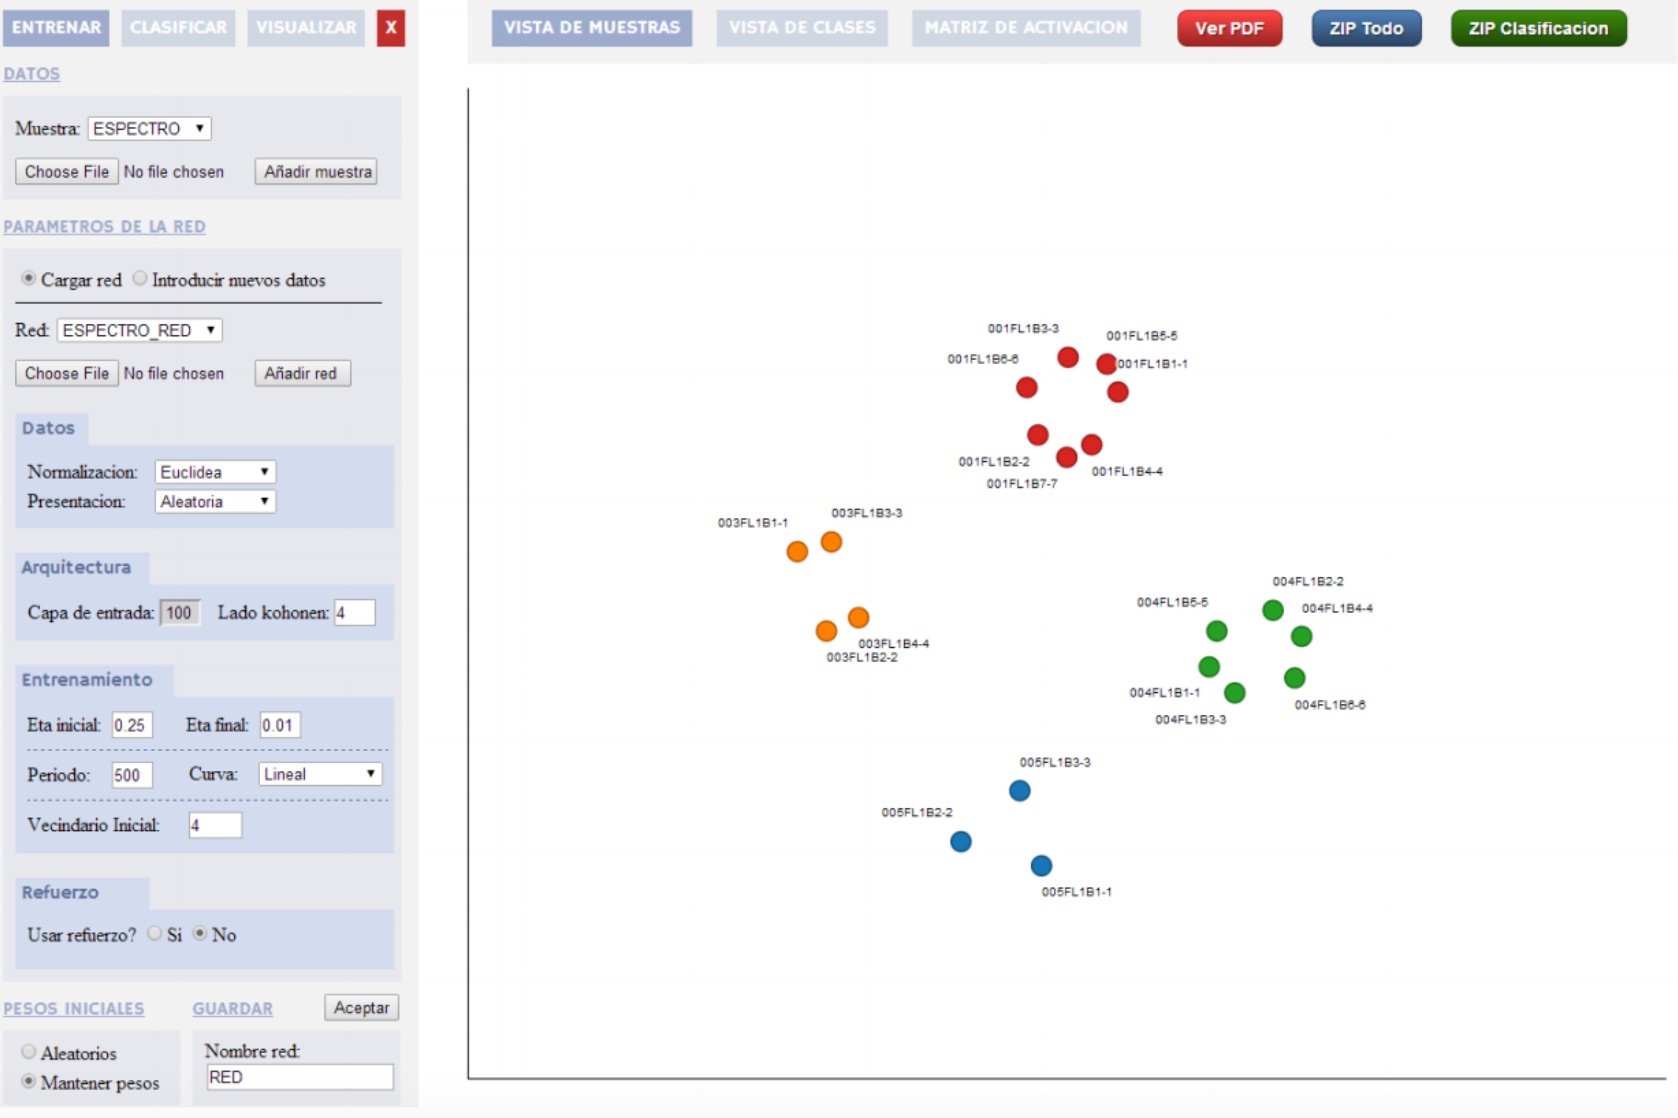 ENTRENAR CLASIFICAR VISUALIZAR X
DATOS
Muestra: ESPECTRO
Choose File No file chosen Añadir muestra
PARAMETROS DE LA RED
Cargar red Introducir nuevos datos
Red: ESPECTRO_RED
Choose File No file chosen Añadir red
Datos
Normalizacion: Euclidea
Presentacion: Aleatoria
Arquitectura
Capa de entrada: 100 Lado kohonen: 4
Entrenamiento
Eta inicial: 0.25 Eta final: 0.01
Periodo: 500 Curva: Lineal
Vecindario Inicial: 4
Refuerzo
Usar refuerzo? Si No
PESOS INICIALES
Aleatorios
Mantener pesos
GUARDAR Aceptar
Nombre red:
RED
VISTA DE MUESTRAS VISTA DE CLASES MATRIZ DE ACTIVACION Ver PDF ZIP Todo ZIP Clasificacion
001FL1B3-3
001FL1B5-5
001FL1B6-6
001FL1B1-1
001FL1B2-2
001FL1B4-4
001FL1B7-7
003FL1B3-3
003FL1B1-1
003FL1B4-4
003FL1B2-2
004FL1B2-2
004FL1B5-5
004FL1B4-4
004FL1B1-1
004FL1B6-6
004FL1B3-3
005FL1B3-3
005FL1B2-2
005FL1B1-1